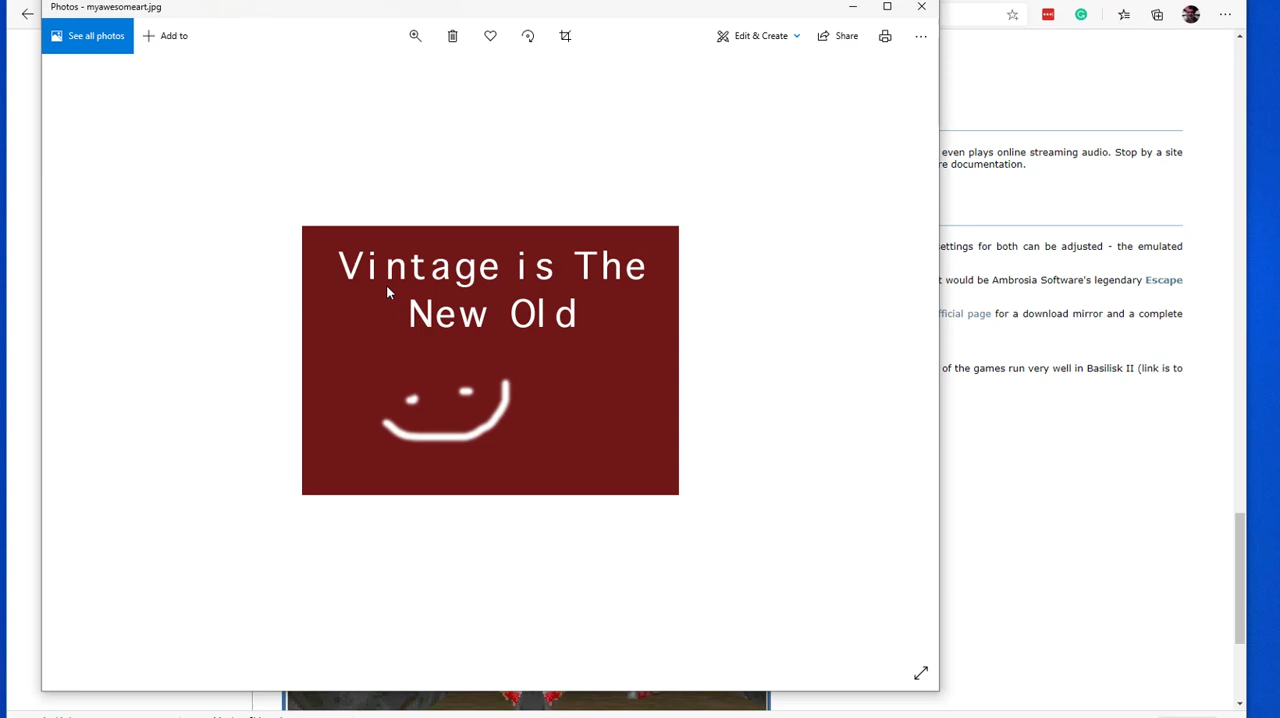 Photos - myawesomeart.jpg
See all photos
Add to
Edit & Create
Share
even plays online streaming audio. Stop by a site
re documentation.
Vintage is The
New Old
settings for both can be adjusted - the emulated
t would be Ambrosia Software's legendary Escape
fficial page for a download mirror and a complete
of the games run very well in Basilisk II (link is to